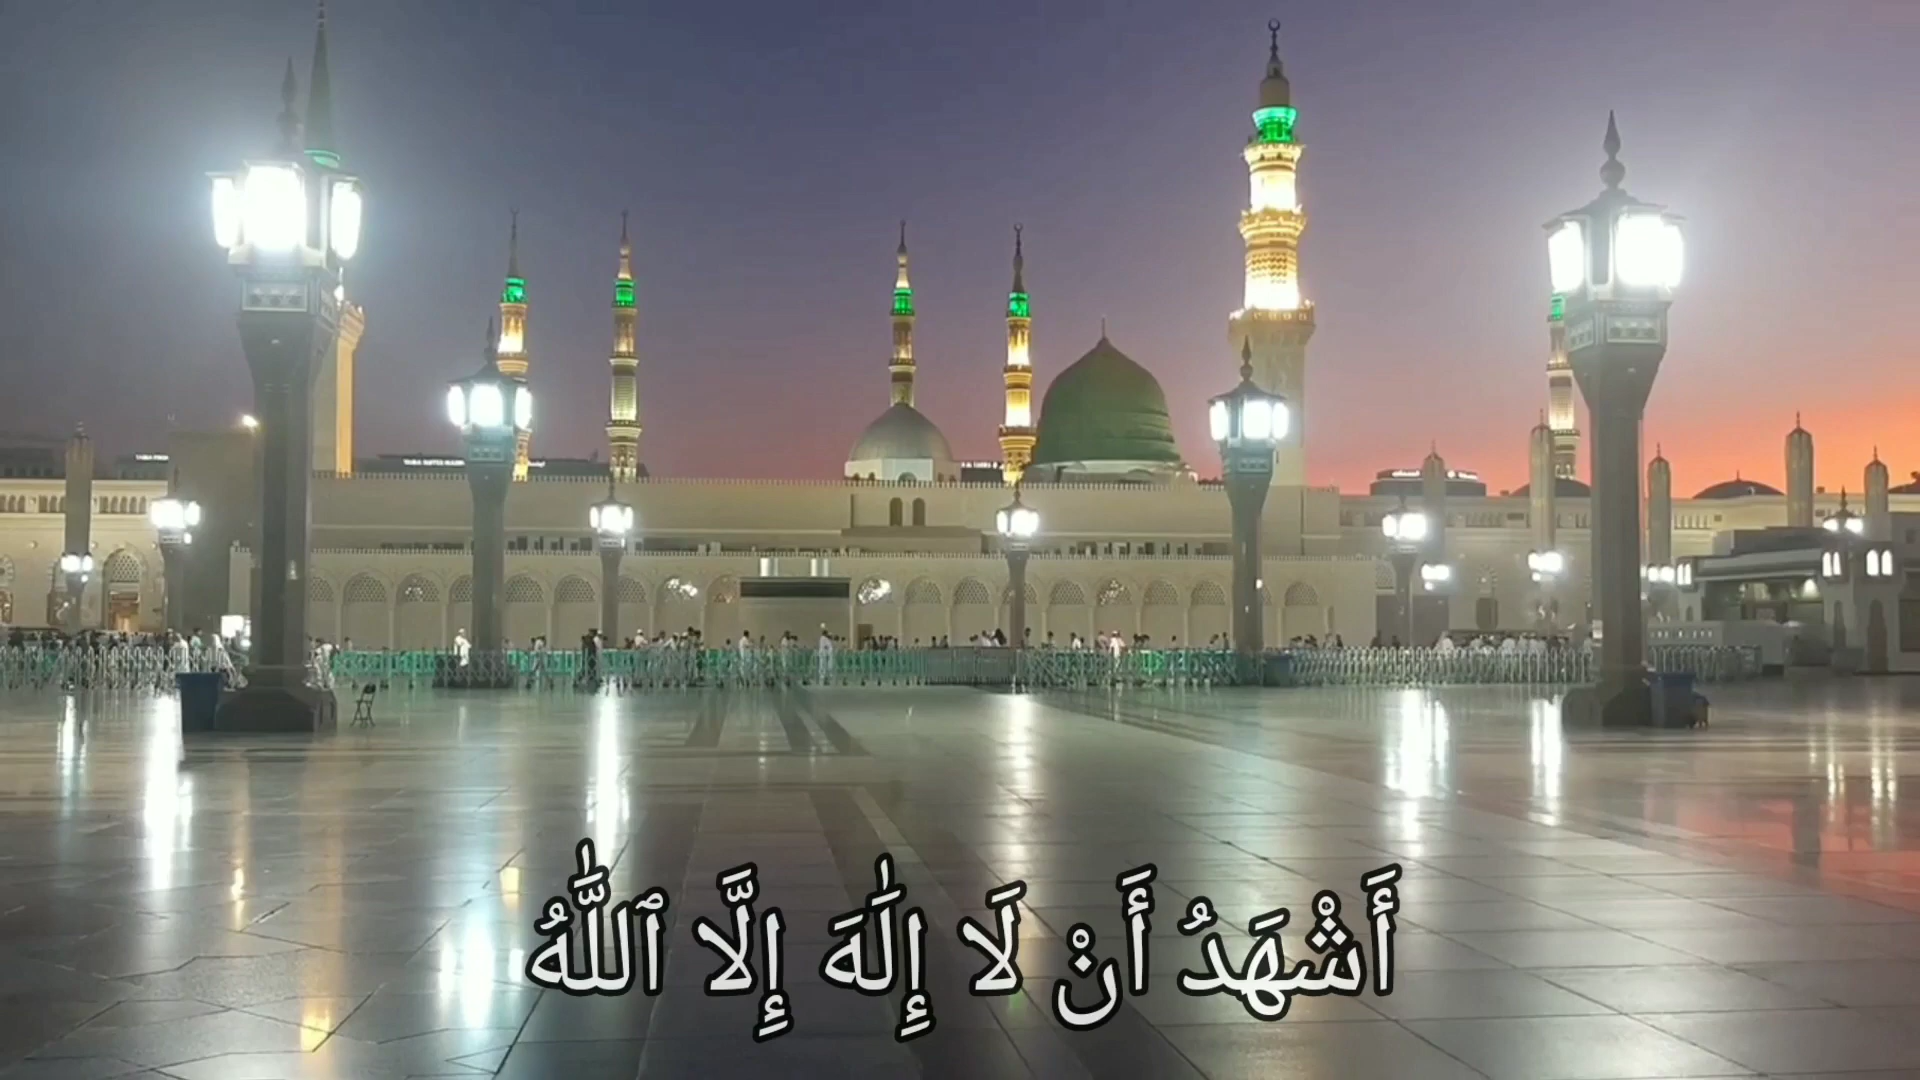 أَشْهَدُ أَنْ لَا إِلَٰهَ إِلَّا ٱللَّٰهُ